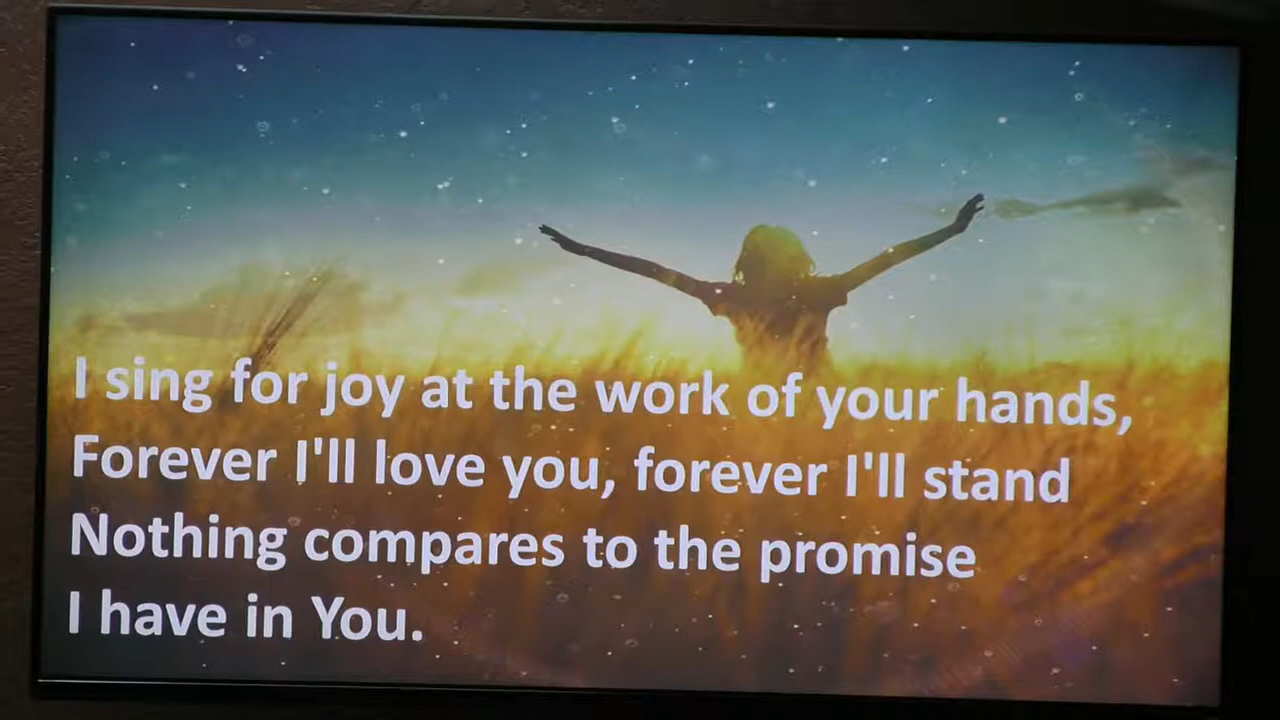 I sing for joy at the work of your hands,
Forever I'll love you, forever I'll stand
Nothing compares to the promise
I have in You.